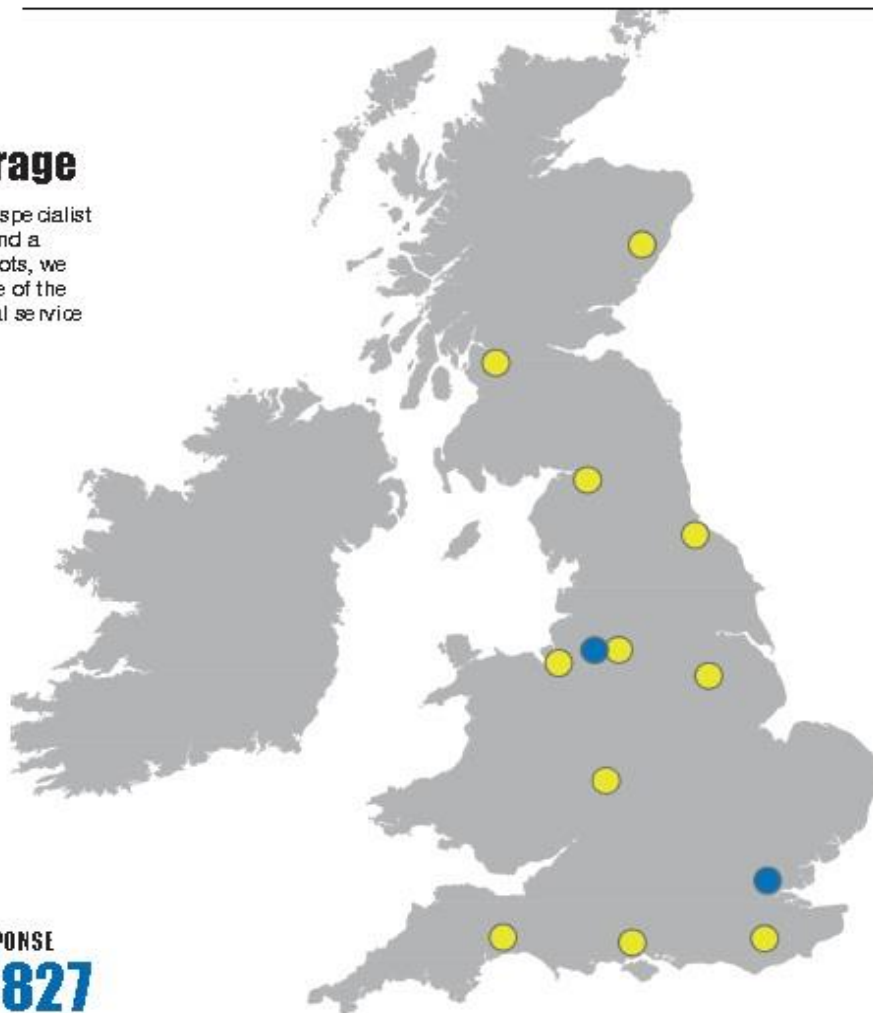 rage
specialist
nd a
ots, we
e of the
al service
PONSE
827